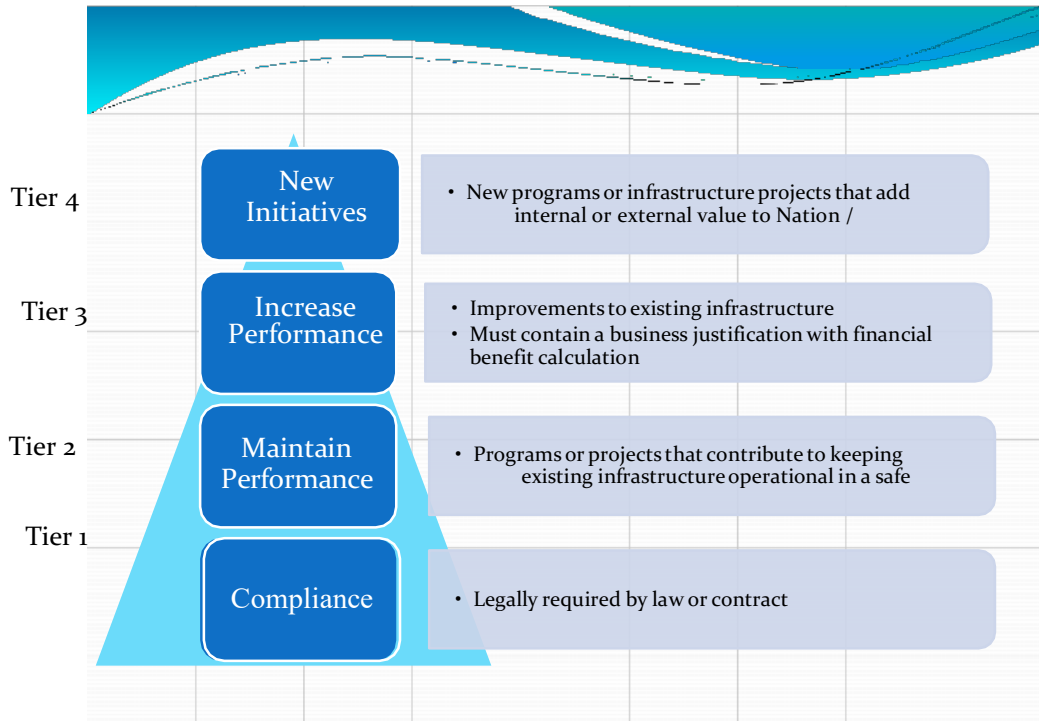 Tier 4
New
Initiatives
• New programs or infrastructure projects that add
internal or external value to Nation /
Tier 3
Increase
Performance
• Improvements to existing infrastructure
• Must contain a business justification with financial
benefit calculation
Tier 2
Maintain
Performance
• Programs or projects that contribute to keeping
existing infrastructure operational in a safe
Tier 1
Compliance
• Legally required by law or contract